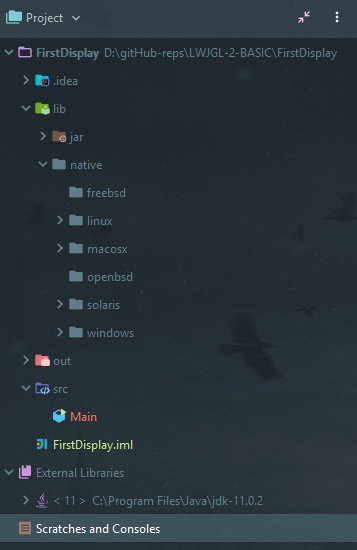 Project
FirstDisplay D:\gitHub-reps\LWJGL-2-BASIC\FirstDisplay
.idea
lib
jar
native
freebsd
linux
macosx
openbsd
solaris
windows
out
src
Main
FirstDisplay.iml
External Libraries
< 11 > C:\Program Files\Java\jdk-11.0.2
Scratches and Consoles